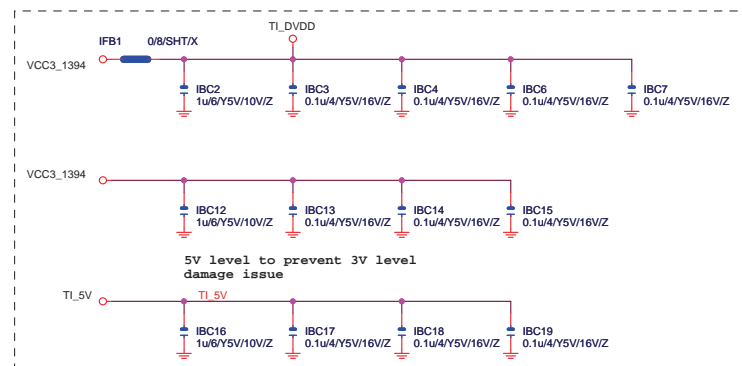 TI_DVDD
IFB1 0/8/SHT/X
VCC3_1394
IBC2 IBC3 IBC4 IBC6 IBC7
1u/6/Y5V/10V/Z 0.1u/4/Y5V/16V/Z 0.1u/4/Y5V/16V/Z 0.1u/4/Y5V/16V/Z 0.1u/4/Y5V/16V/Z
VCC3_1394
IBC12 IBC13 IBC14 IBC15
1u/6/Y5V/10V/Z 0.1u/4/Y5V/16V/Z 0.1u/4/Y5V/16V/Z 0.1u/4/Y5V/16V/Z
5V level to prevent 3V level
damage issue
TI_5V TI_5V
IBC16 IBC17 IBC18 IBC19
1u/6/Y5V/10V/Z 0.1u/4/Y5V/16V/Z 0.1u/4/Y5V/16V/Z 0.1u/4/Y5V/16V/Z